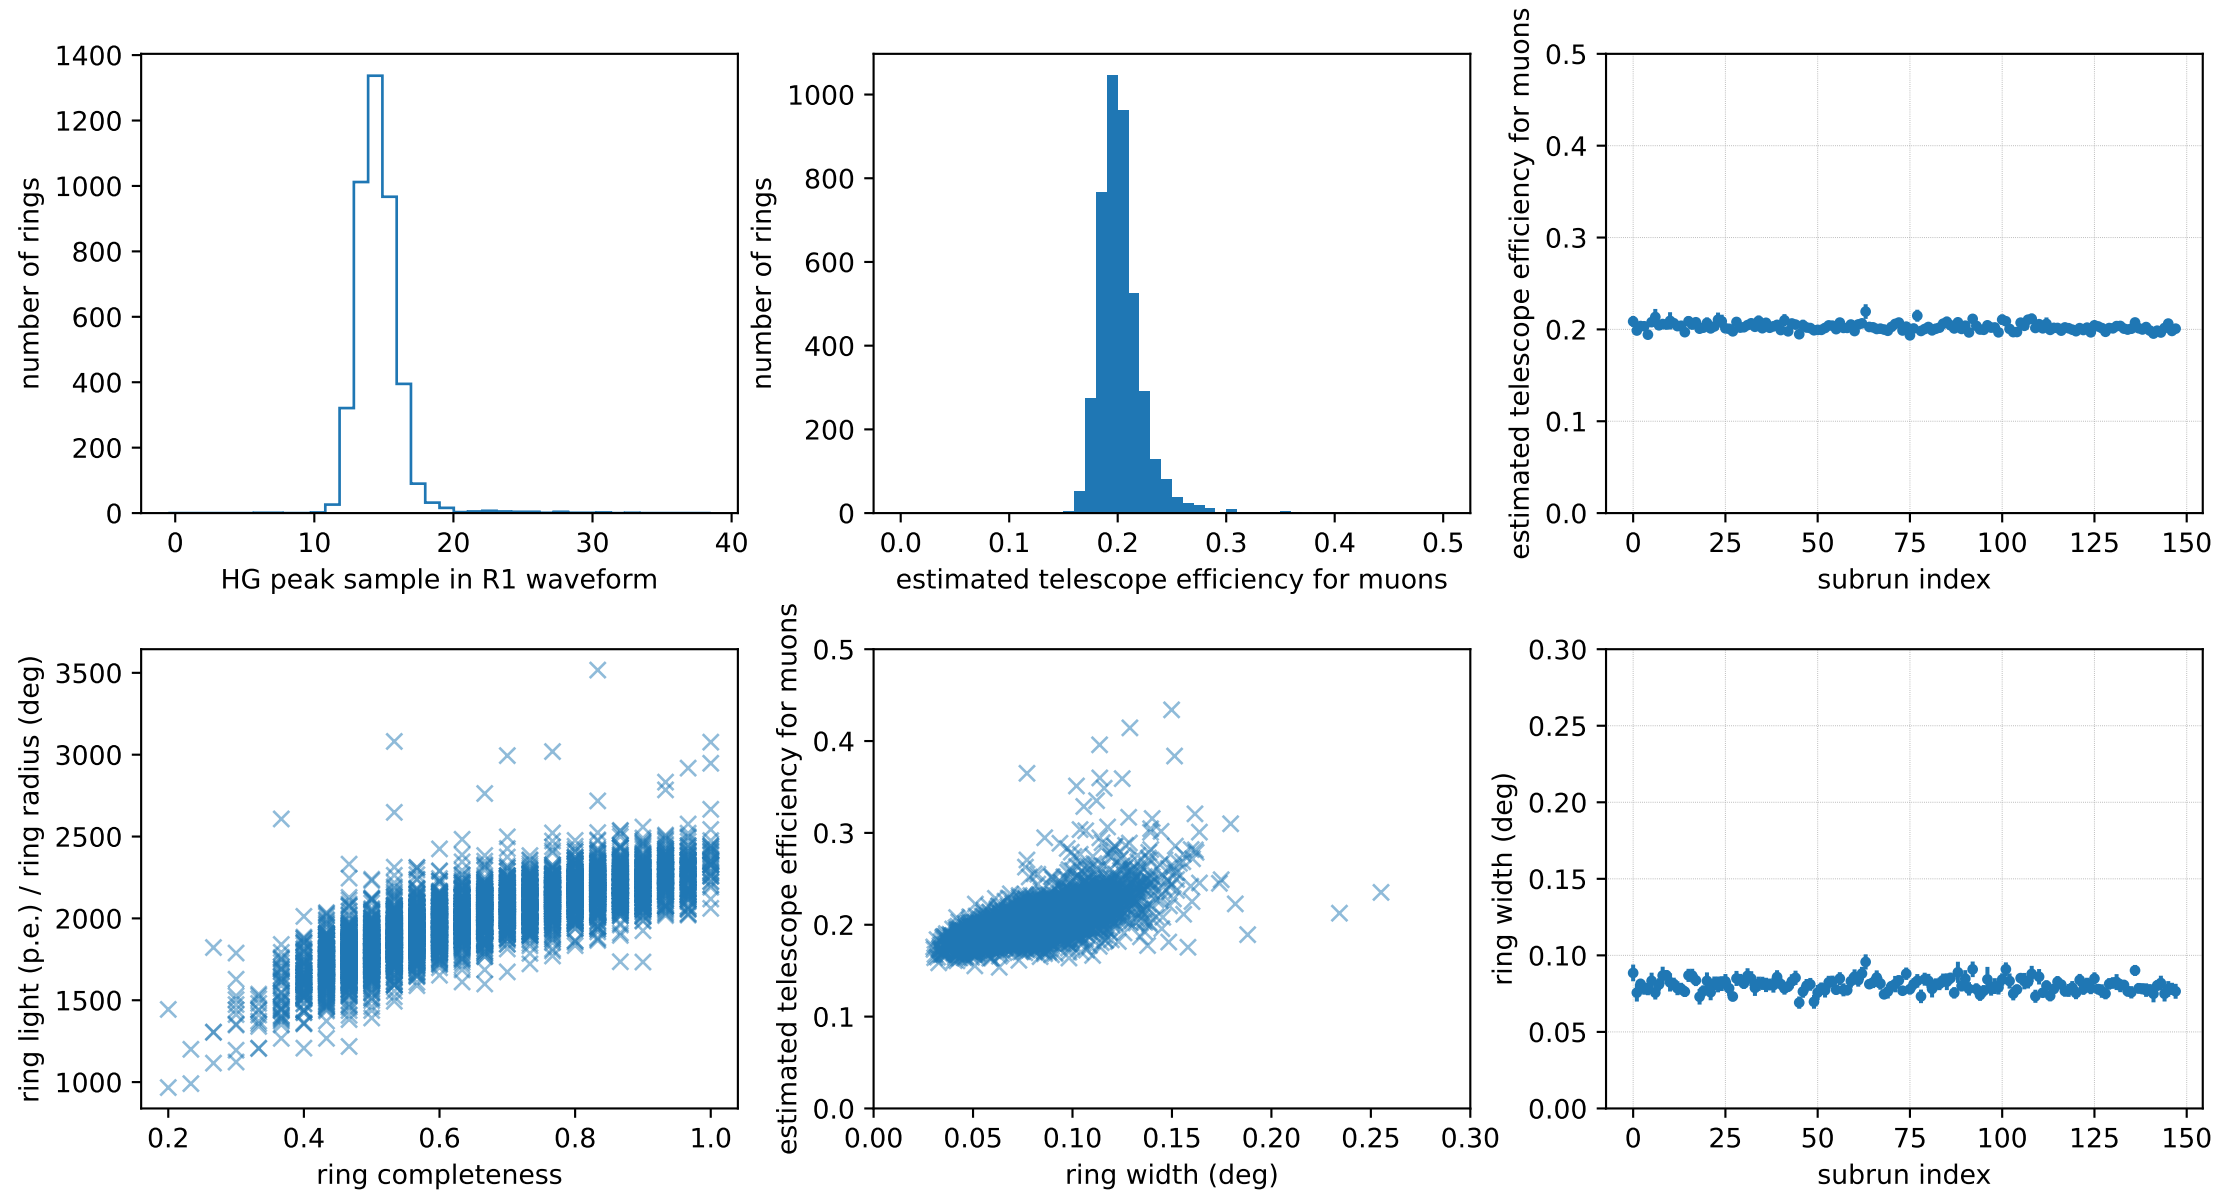 number of rings
1400
1200
1000
800
600
400
200
0
0 10 20 30 40
HG peak sample in R1 waveform
number of rings
1000
800
600
400
200
0
0.0 0.1 0.2 0.3 0.4 0.5
estimated telescope efficiency for muons
estimated telescope efficiency for muons
0.5
0.4
0.3
0.2
0.1
0.0
0 25 50 75 100 125 150
subrun index
ring light (p.e.) / ring radius (deg)
3500
3000
2500
2000
1500
1000
0.2 0.4 0.6 0.8 1.0
ring completeness
estimated telescope efficiency for muons
0.5
0.4
0.3
0.2
0.1
0.0
0.00 0.05 0.10 0.15 0.20 0.25 0.30
ring width (deg)
ring width (deg)
0.30
0.25
0.20
0.15
0.10
0.05
0.00
0 25 50 75 100 125 150
subrun index